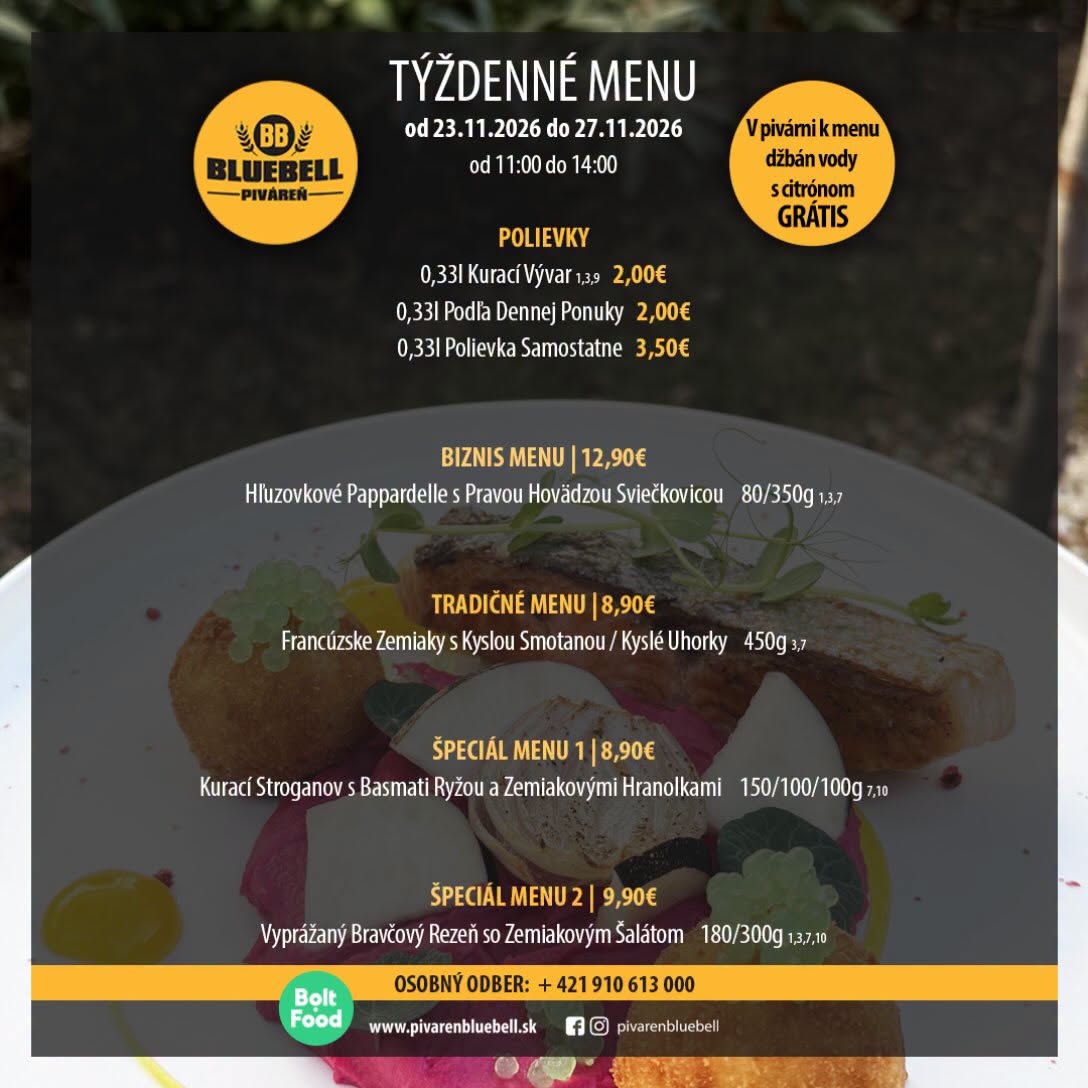 TÝŽDENNÉ MENU
od 23.11.2026 do 27.11.2026
od 11:00 do 14:00
BB
BLUEBELL
PIVÁREŇ
V pivárni k menu
džbán vody
s citrónom
GRÁTIS
POLIEVKY
0,33l Kurací Vývar 1,3,9 2,00€
0,33l Podľa Dennej Ponuky 2,00€
0,33l Polievka Samostatne 3,50€
BIZNIS MENU | 12,90€
Hľuzovkové Pappardelle s Pravou Hovädzou Sviečkovicou 80/350g 1,3,7
TRADIČNÉ MENU | 8,90€
Francúzske Zemiaky s Kyslou Smotanou / Kyslé Uhorky 450g 3,7
ŠPECIÁL MENU 1 | 8,90€
Kurací Stroganov s Basmati Ryžou a Zemiakovými Hranolkami 150/100/100g 7,10
ŠPECIÁL MENU 2 | 9,90€
Vyprážaný Bravčový Rezeň so Zemiakovým Šalátom 180/300g 1,3,7,10
OSOBNÝ ODBER: + 421 910 613 000
Bolt
Food
www.pivarenbluebell.sk pivarenbluebell